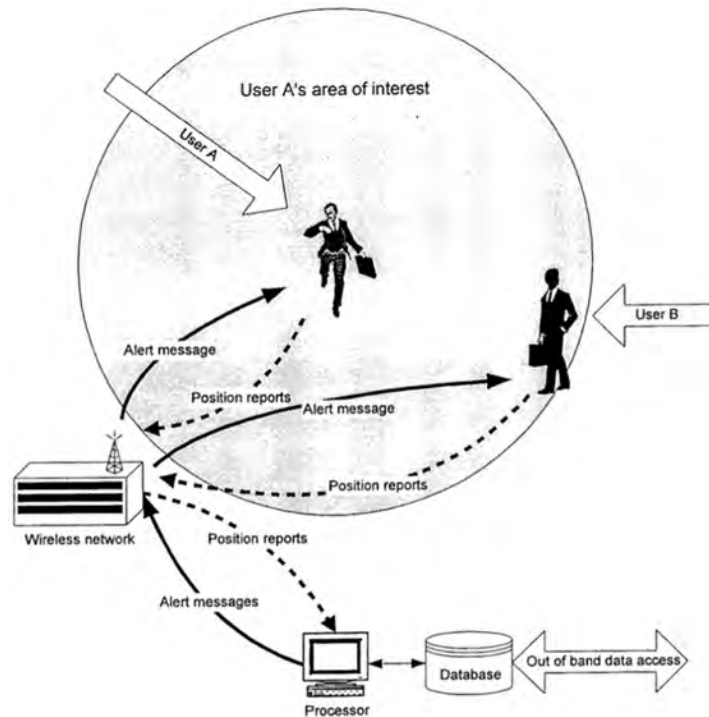 User A's area of interest
User A
User B
Alert message
Position reports
Alert message
Position reports
Wireless network
Position reports
Alert messages
Processor
Database
Out of band data access